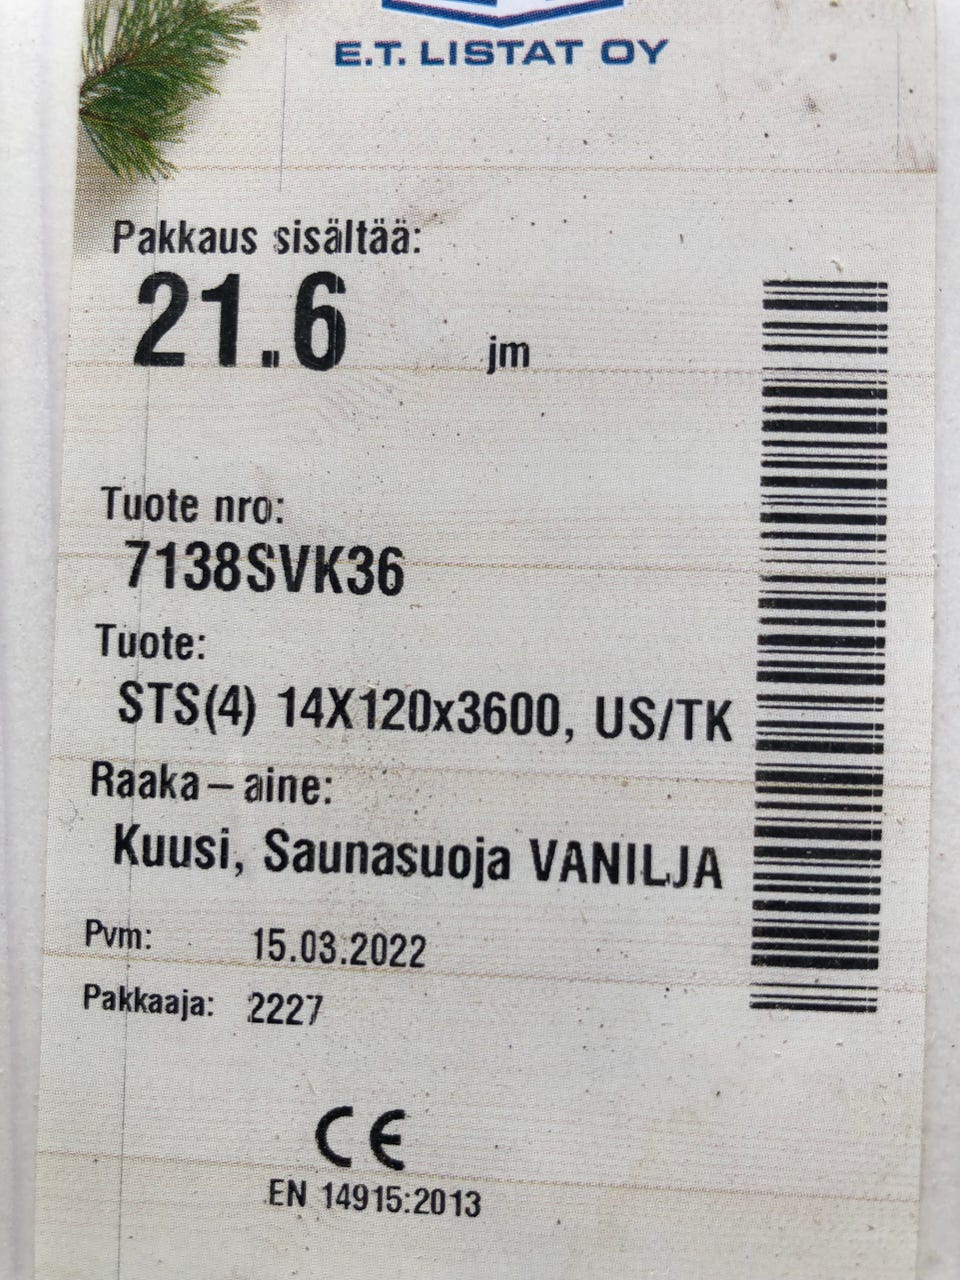 E.T. LISTAT OY
Pakkaus sisältää:
21.6 jm
Tuote nro:
7138SVK36
Tuote:
STS(4) 14X120x3600, US/TK
Raaka-aine:
Kuusi, Saunasuoja VANILJA
Pvm: 15.03.2022
Pakkaaja: 2227
CE
EN 14915:2013